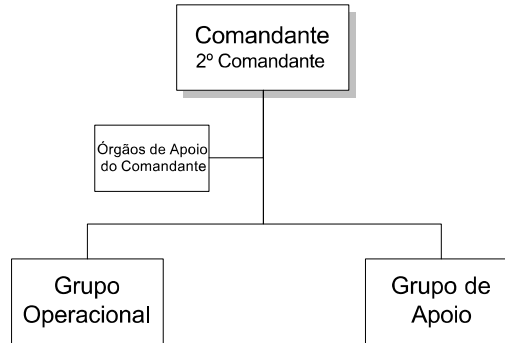 Comandante
2º Comandante
Órgãos de Apoio
do Comandante
Grupo
Operacional
Grupo de
Apoio